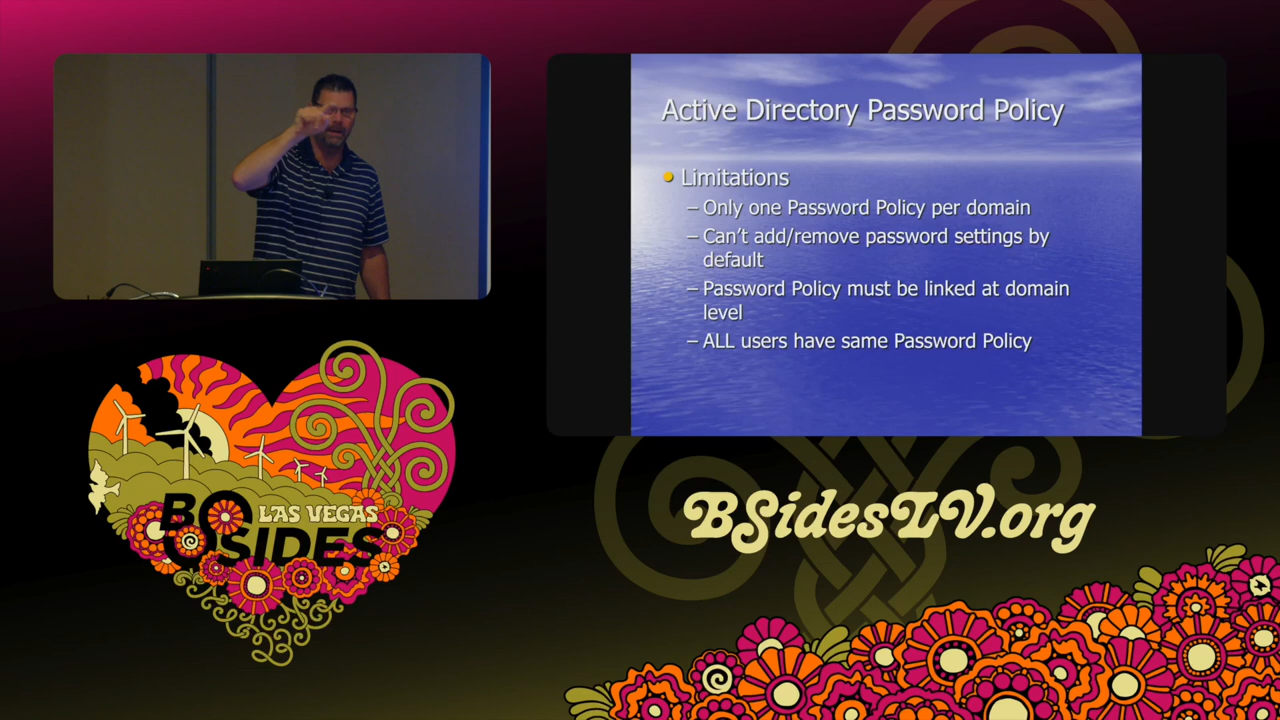 Active Directory Password Policy
Limitations
– Only one Password Policy per domain
– Can't add/remove password settings by
default
– Password Policy must be linked at domain
level
– ALL users have same Password Policy
LAS VEGAS
BSIDES
BSidesLV.org